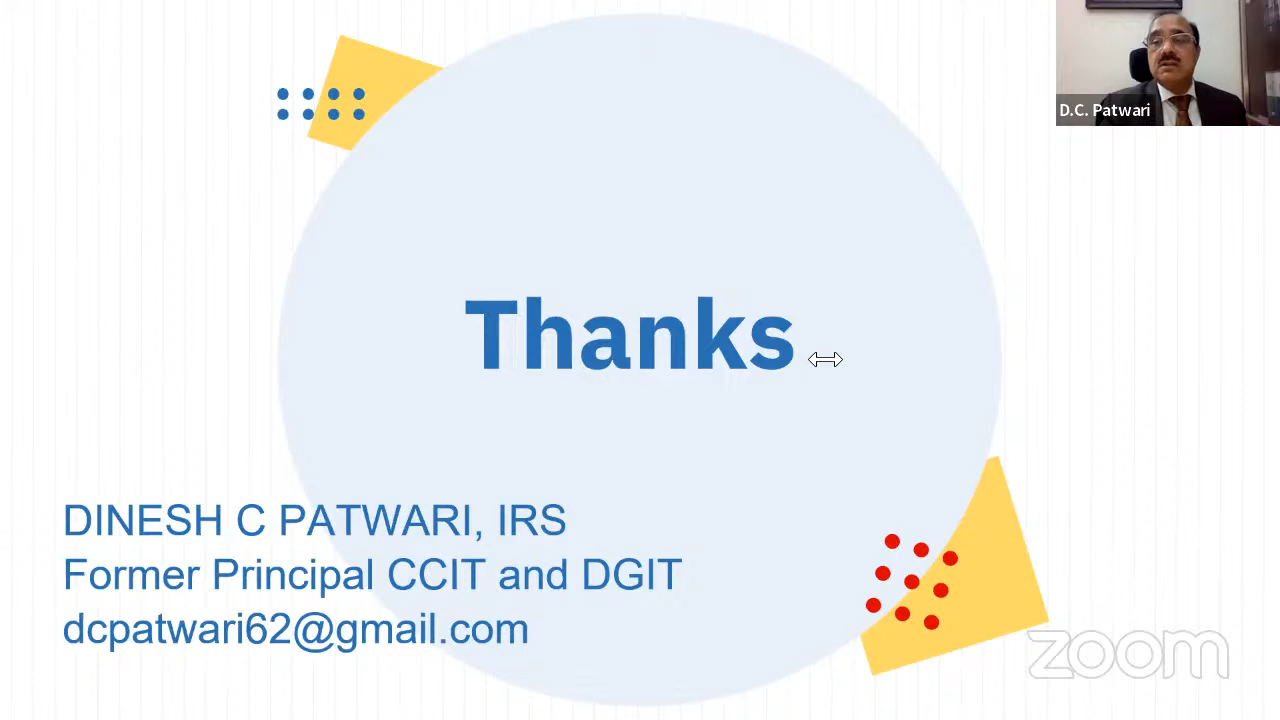 D.C. Patwari
Thanks
DINESH C PATWARI, IRS
Former Principal CCIT and DGIT
dcpatwari62@gmail.com
zoom